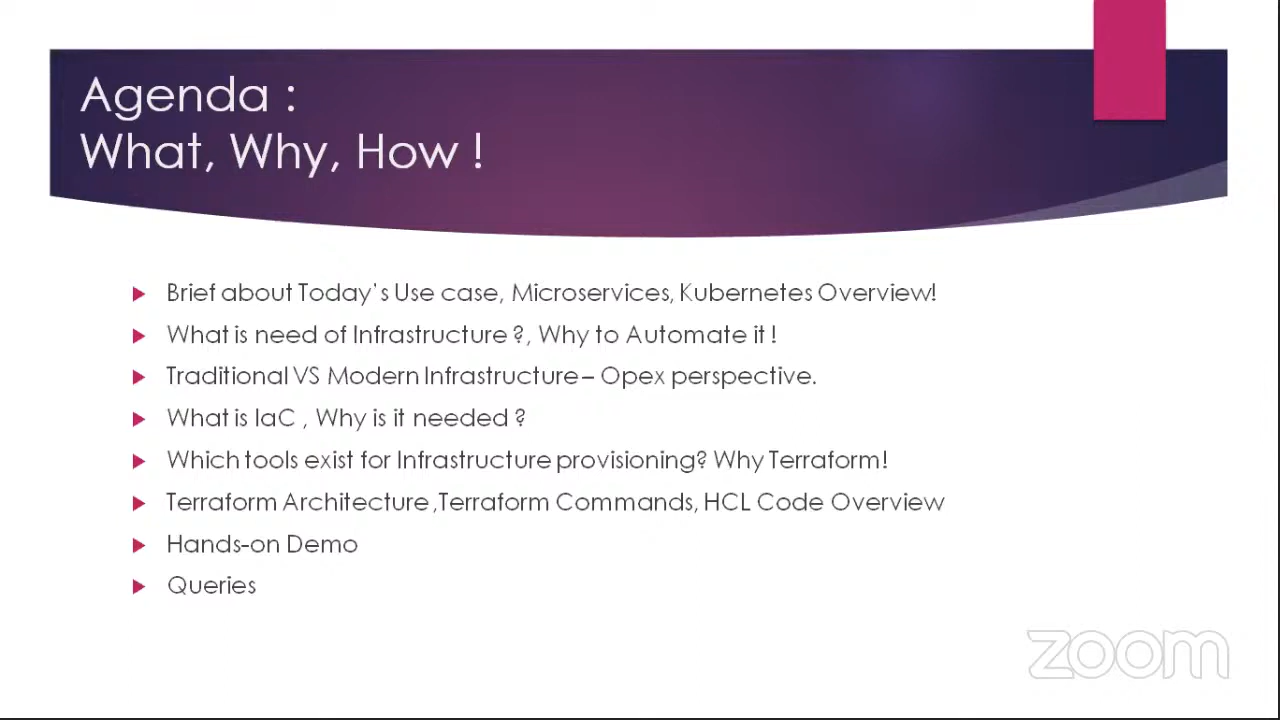 Agenda :
What, Why, How !
Brief about Today's Use case, Microservices, Kubernetes Overview!
What is need of Infrastructure ?, Why to Automate it !
Traditional VS Modern Infrastructure – Opex perspective.
What is IaC , Why is it needed ?
Which tools exist for Infrastructure provisioning? Why Terraform!
Terraform Architecture ,Terraform Commands, HCL Code Overview
Hands-on Demo
Queries
zoom